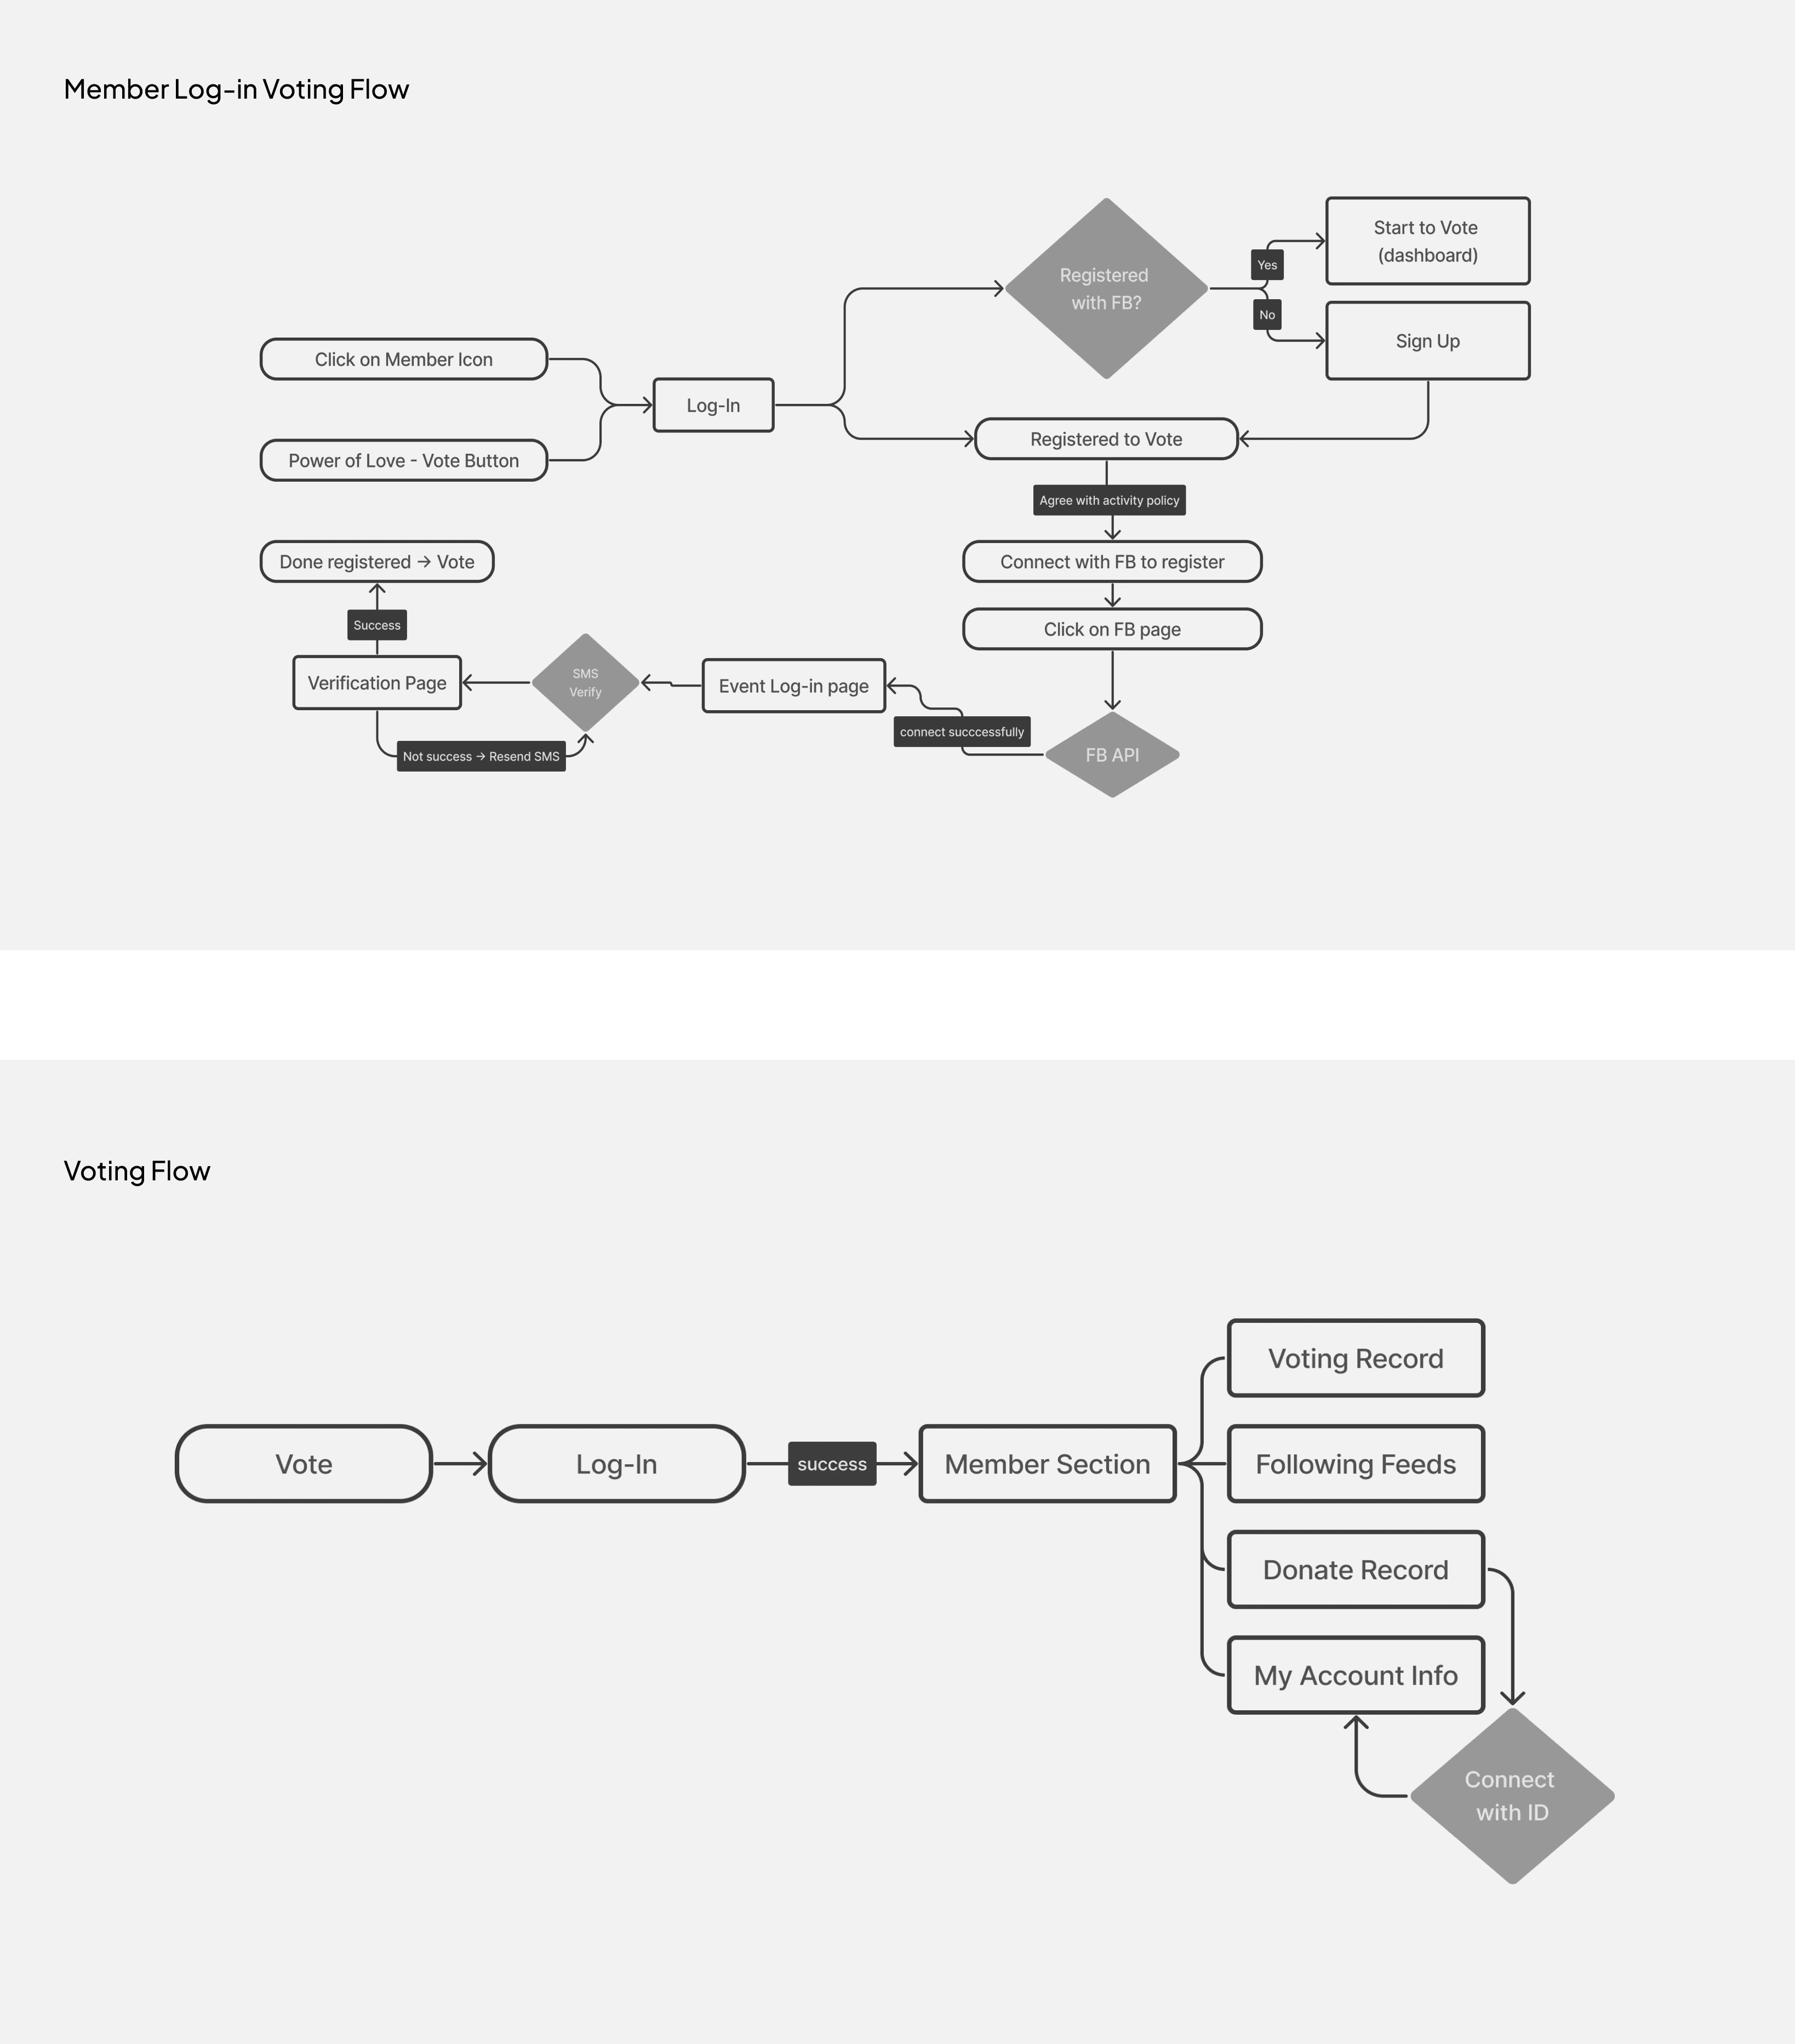 Member Log-in Voting Flow
Registered
with FB?
Yes
No
Start to Vote
(dashboard)
Sign Up
Click on Member Icon
Log-In
Power of Love - Vote Button
Registered to Vote
Agree with activity policy
Connect with FB to register
Click on FB page
FB API
connect succcessfully
Event Log-in page
SMS
Verify
Verification Page
Not success → Resend SMS
Success
Done registered → Vote
Voting Flow
Vote
Log-In
success
Member Section
Voting Record
Following Feeds
Donate Record
My Account Info
Connect
with ID